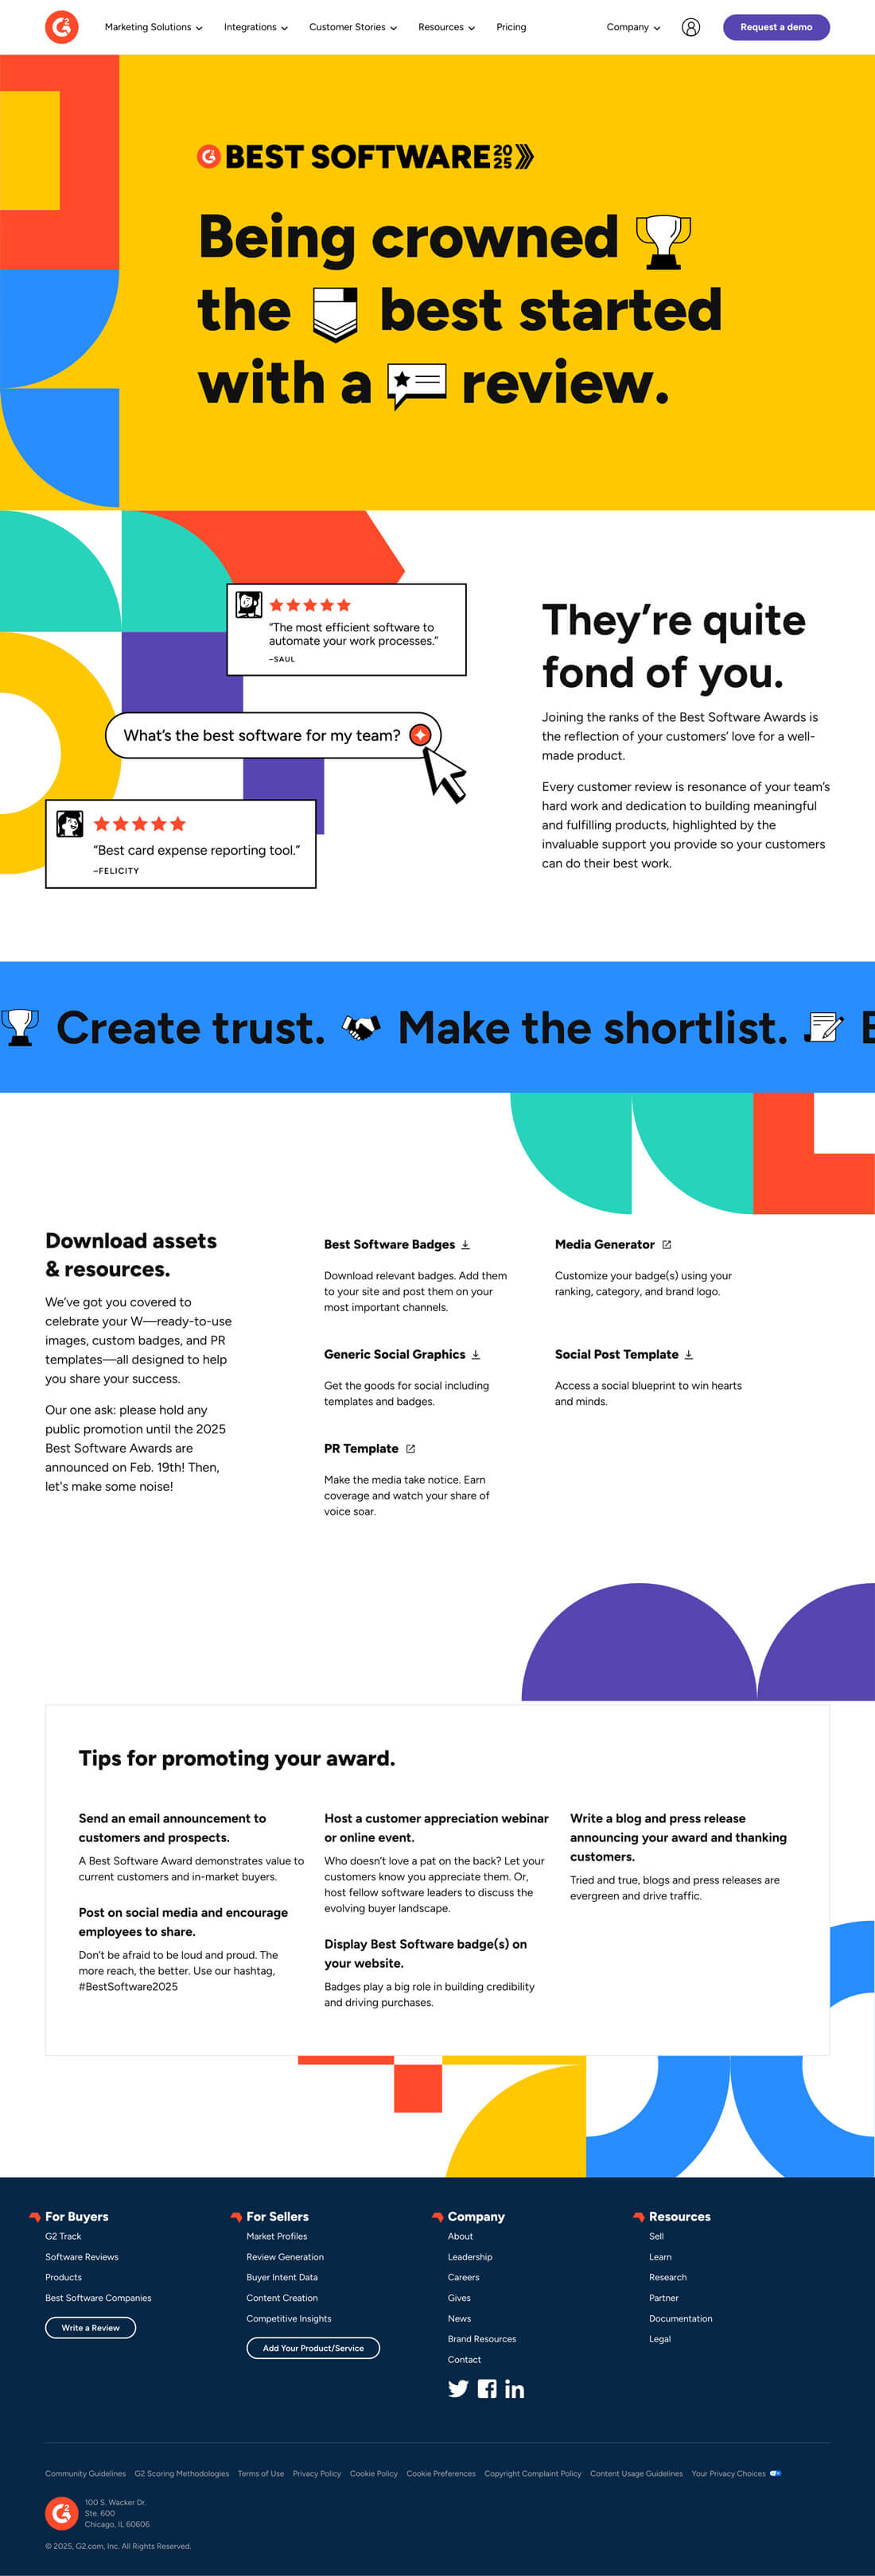 G2
Marketing Solutions
Integrations
Customer Stories
Resources
Pricing
Company
Request a demo
G2 BEST SOFTWARE 2025
Being crowned
the best started
with a review.
"The most efficient software to
automate your work processes."
–SAUL
What's the best software for my team?
"Best card expense reporting tool."
–FELICITY
They're quite
fond of you.
Joining the ranks of the Best Software Awards is
the reflection of your customers' love for a well-
made product.
Every customer review is resonance of your team's
hard work and dedication to building meaningful
and fulfilling products, highlighted by the
invaluable support you provide so your customers
can do their best work.
Create trust. Make the shortlist.
Download assets
& resources.
We've got you covered to
celebrate your W—ready-to-use
images, custom badges, and PR
templates—all designed to help
you share your success.
Our one ask: please hold any
public promotion until the 2025
Best Software Awards are
announced on Feb. 19th! Then,
let's make some noise!
Best Software Badges
Download relevant badges. Add them
to your site and post them on your
most important channels.
Media Generator
Customize your badge(s) using your
ranking, category, and brand logo.
Generic Social Graphics
Get the goods for social including
templates and badges.
Social Post Template
Access a social blueprint to win hearts
and minds.
PR Template
Make the media take notice. Earn
coverage and watch your share of
voice soar.
Tips for promoting your award.
Send an email announcement to
customers and prospects.
A Best Software Award demonstrates value to
current customers and in-market buyers.
Post on social media and encourage
employees to share.
Don't be afraid to be loud and proud. The
more reach, the better. Use our hashtag,
#BestSoftware2025
Host a customer appreciation webinar
or online event.
Who doesn't love a pat on the back? Let your
customers know you appreciate them. Or,
host fellow software leaders to discuss the
evolving buyer landscape.
Display Best Software badge(s) on
your website.
Badges play a big role in building credibility
and driving purchases.
Write a blog and press release
announcing your award and thanking
customers.
Tried and true, blogs and press releases are
evergreen and drive traffic.
For Buyers
G2 Track
Software Reviews
Products
Best Software Companies
Write a Review
For Sellers
Market Profiles
Review Generation
Buyer Intent Data
Content Creation
Competitive Insights
Add Your Product/Service
Company
About
Leadership
Careers
Gives
News
Brand Resources
Contact
Resources
Sell
Learn
Research
Partner
Documentation
Legal
Community Guidelines
G2 Scoring Methodologies
Terms of Use
Privacy Policy
Cookie Policy
Cookie Preferences
Copyright Complaint Policy
Content Usage Guidelines
Your Privacy Choices
G2
100 S. Wacker Dr.
Ste. 600
Chicago, IL 60606
© 2025, G2.com, Inc. All Rights Reserved.